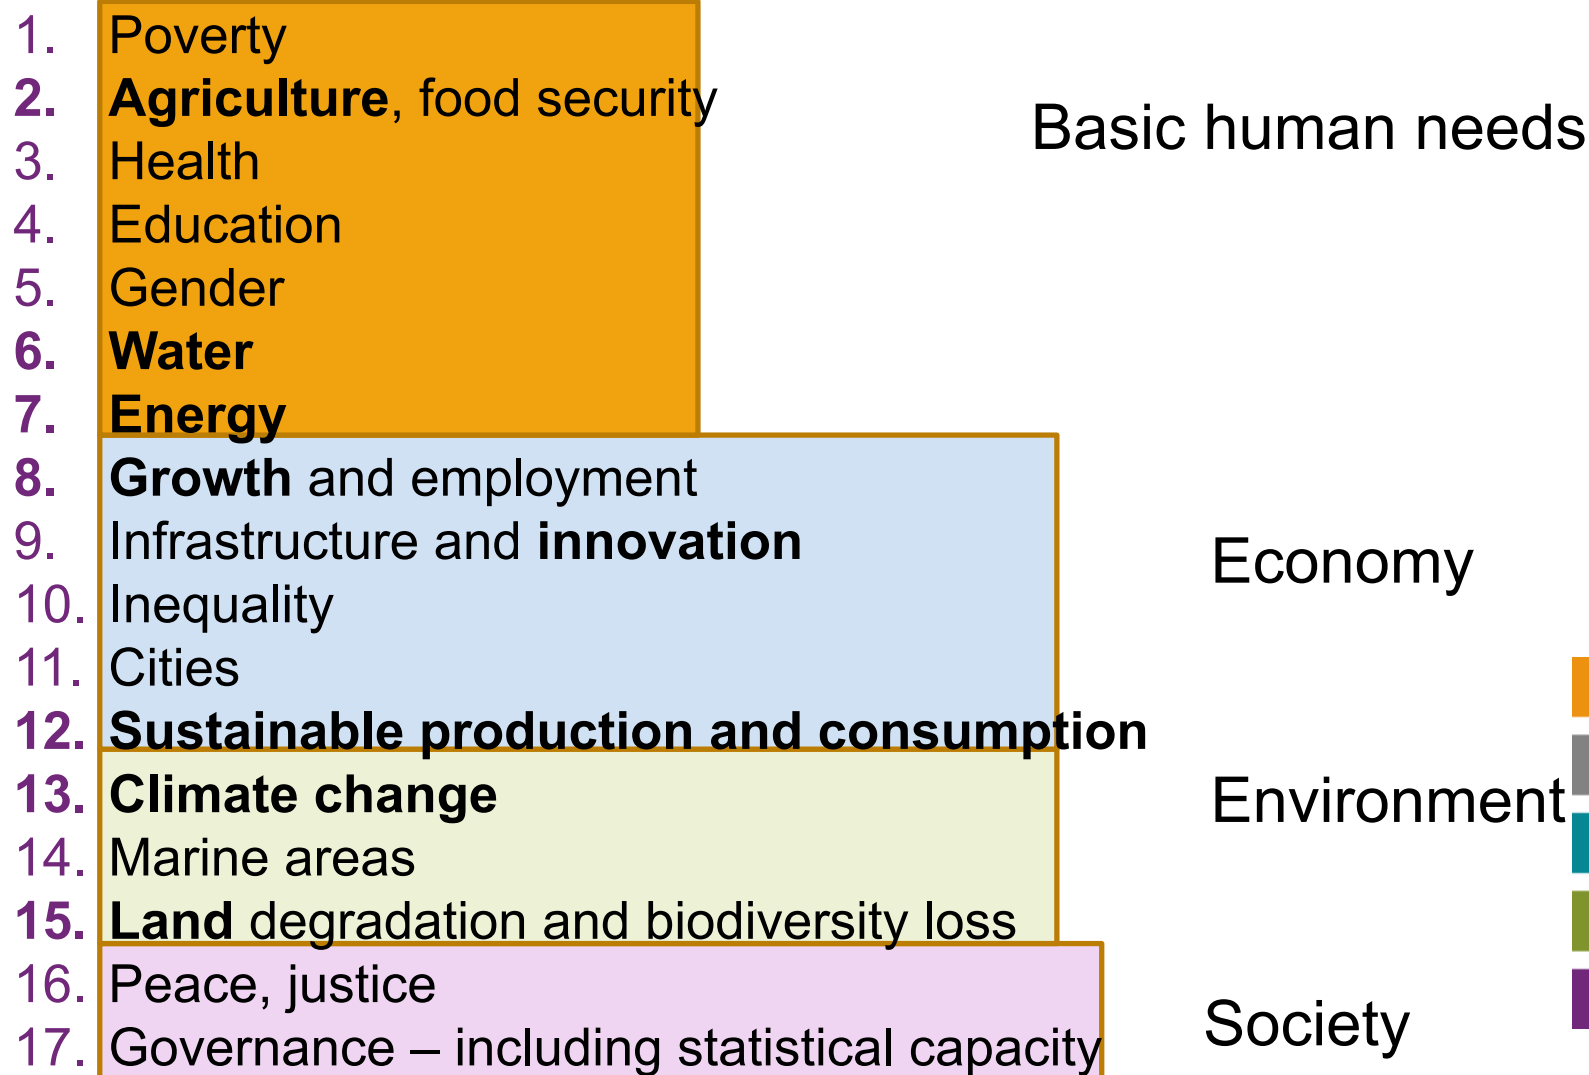 1. Poverty
2. Agriculture, food security
3. Health
4. Education
5. Gender
6. Water
7. Energy
Basic human needs
8. Growth and employment
9. Infrastructure and innovation
10. Inequality
11. Cities
12. Sustainable production and consumption
Economy
13. Climate change
14. Marine areas
15. Land degradation and biodiversity loss
Environment
16. Peace, justice
17. Governance – including statistical capacity
Society